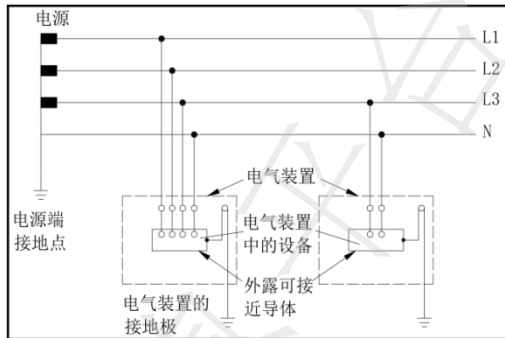 电源
L1
L2
L3
N
电气装置
电源端
接地点
电气装置
中的设备
外露可接
近导体
电气装置的
接地极